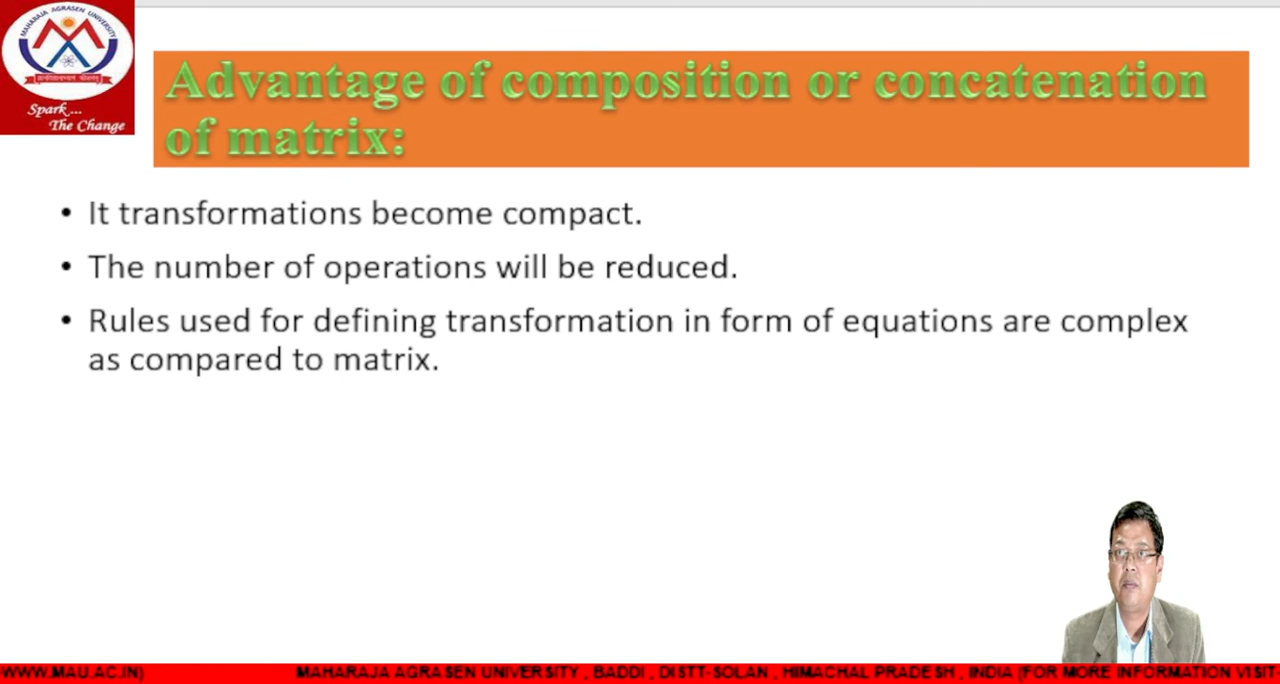 MAHARAJA AGRASEN UNIVERSITY
Spark...
The Change
Advantage of composition or concatenation
of matrix:
• It transformations become compact.
• The number of operations will be reduced.
• Rules used for defining transformation in form of equations are complex
as compared to matrix.
WWW.MAU.AC.IN) MAHARAJA AGRASEN UNIVERSITY , BADDI , DISTT-SOLAN , HIMACHAL PRADESH , INDIA (FOR MORE INFORMATION VISIT